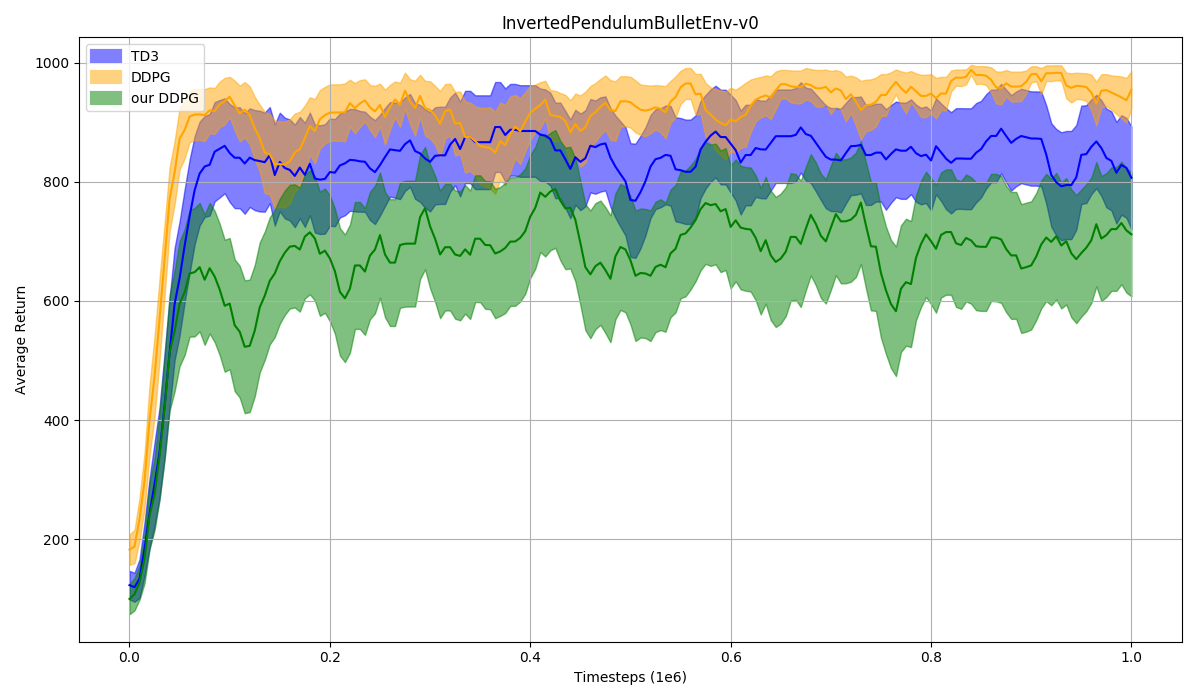 InvertedPendulumBulletEnv-v0
TD3
DDPG
our DDPG
Average Return
1000
800
600
400
200
0.0 0.2 0.4 0.6 0.8 1.0
Timesteps (1e6)